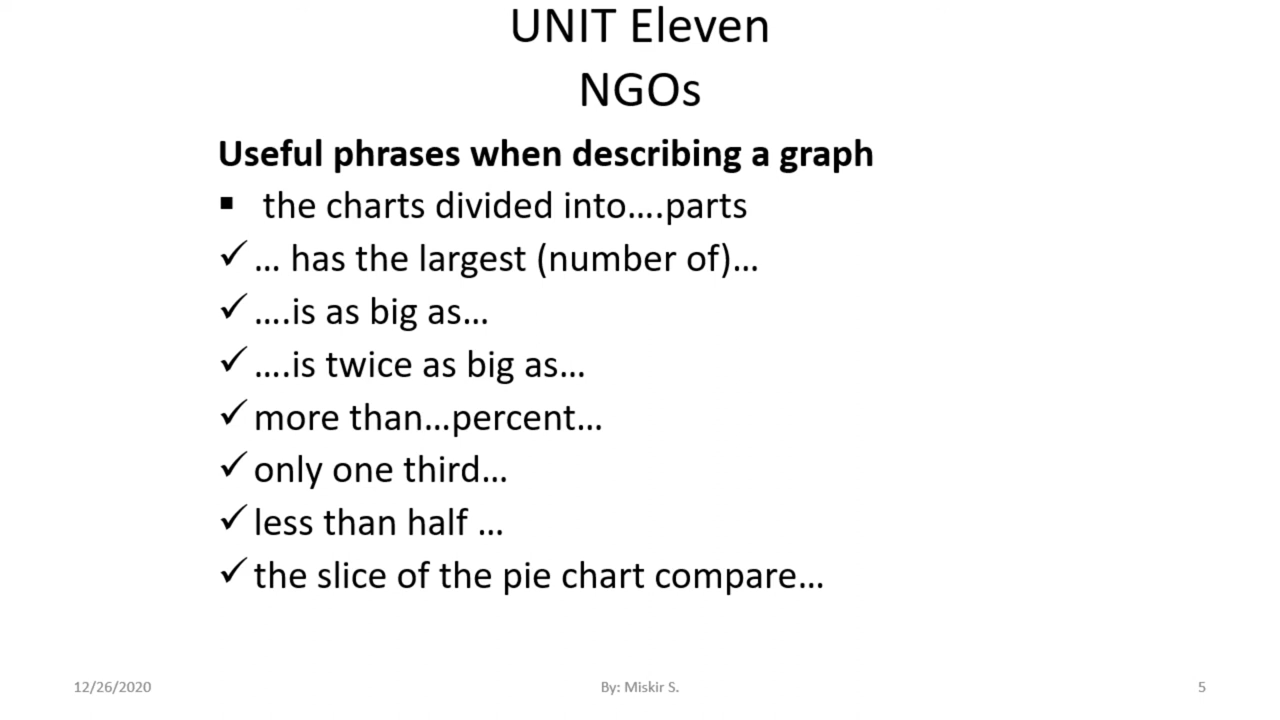 UNIT Eleven
NGOs
Useful phrases when describing a graph
▪ the charts divided into….parts
✓ … has the largest (number of)…
✓ ….is as big as…
✓ ….is twice as big as…
✓ more than…percent…
✓ only one third…
✓ less than half …
✓ the slice of the pie chart compare…
12/26/2020 By: Miskir S. 5